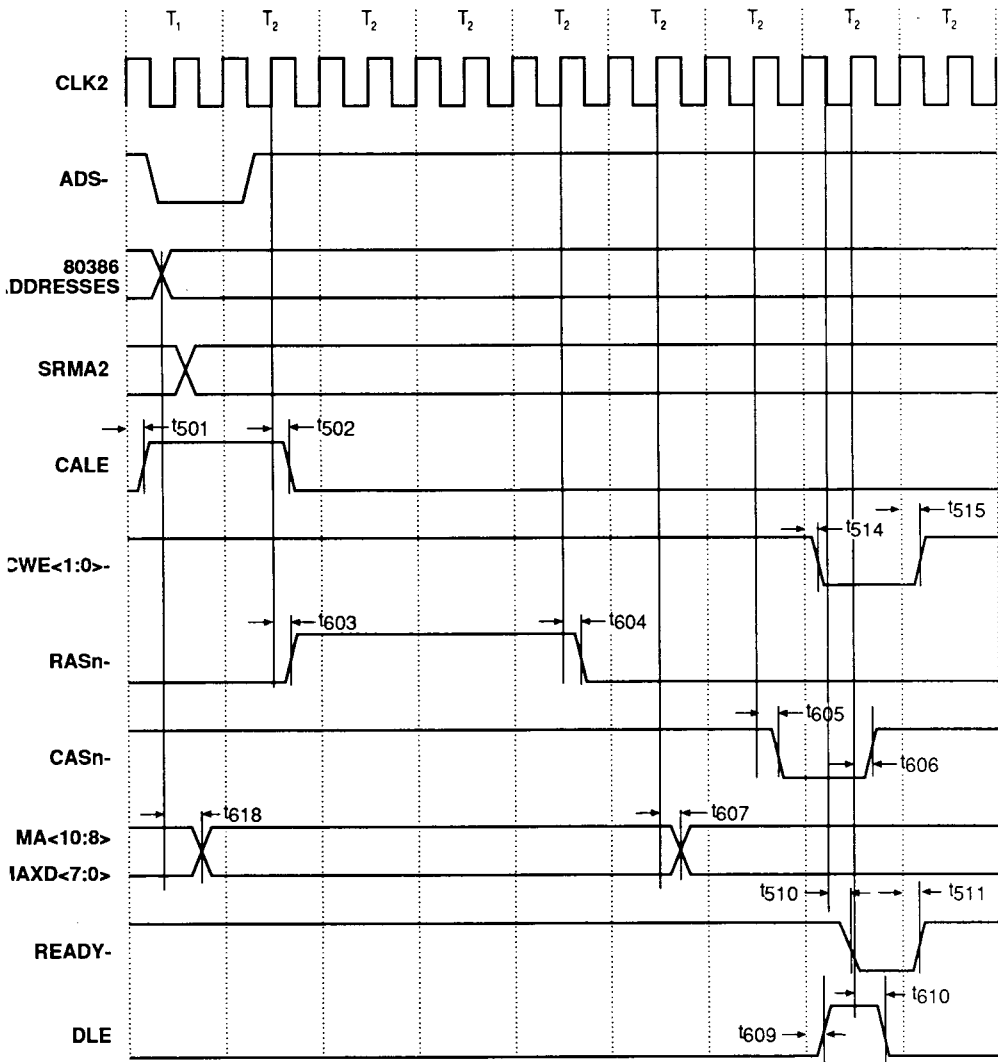 T1 T2 T2 T2 T2 T2 T2 T2 T2
CLK2
ADS-
80386
ADDRESSES
SRMA2
t501 t502
CALE
t514 t515
CWE<1:0>-
t603 t604
RASn-
t605
CASn-
t606
t618 t607
MA<10:8>
MAXD<7:0>
t510 t511
READY-
t610
DLE
t609